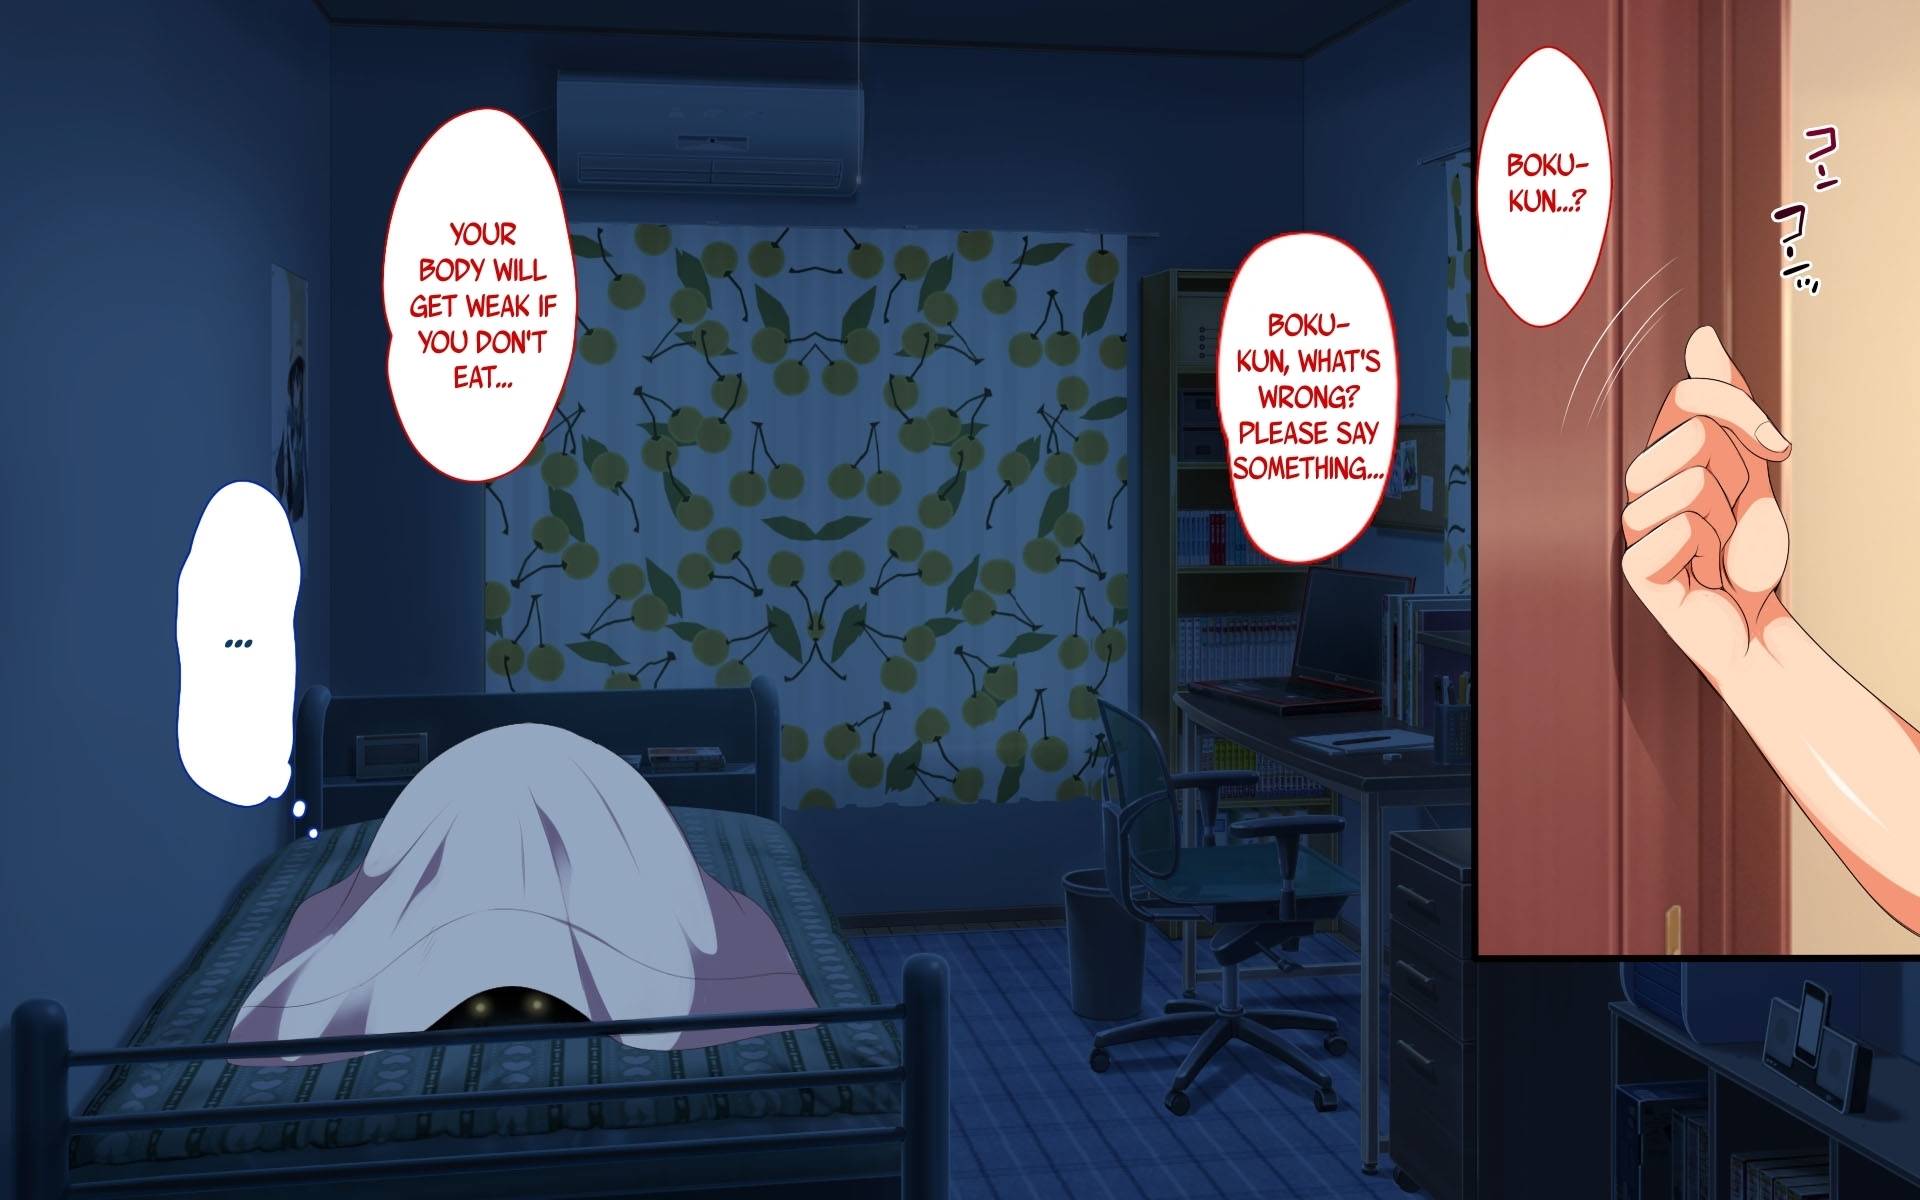 BOKU-
KUN...?
コン
コンッ
BOKU-
KUN, WHAT'S
WRONG?
PLEASE SAY
SOMETHING...
YOUR
BODY WILL
GET WEAK IF
YOU DON'T
EAT...
...